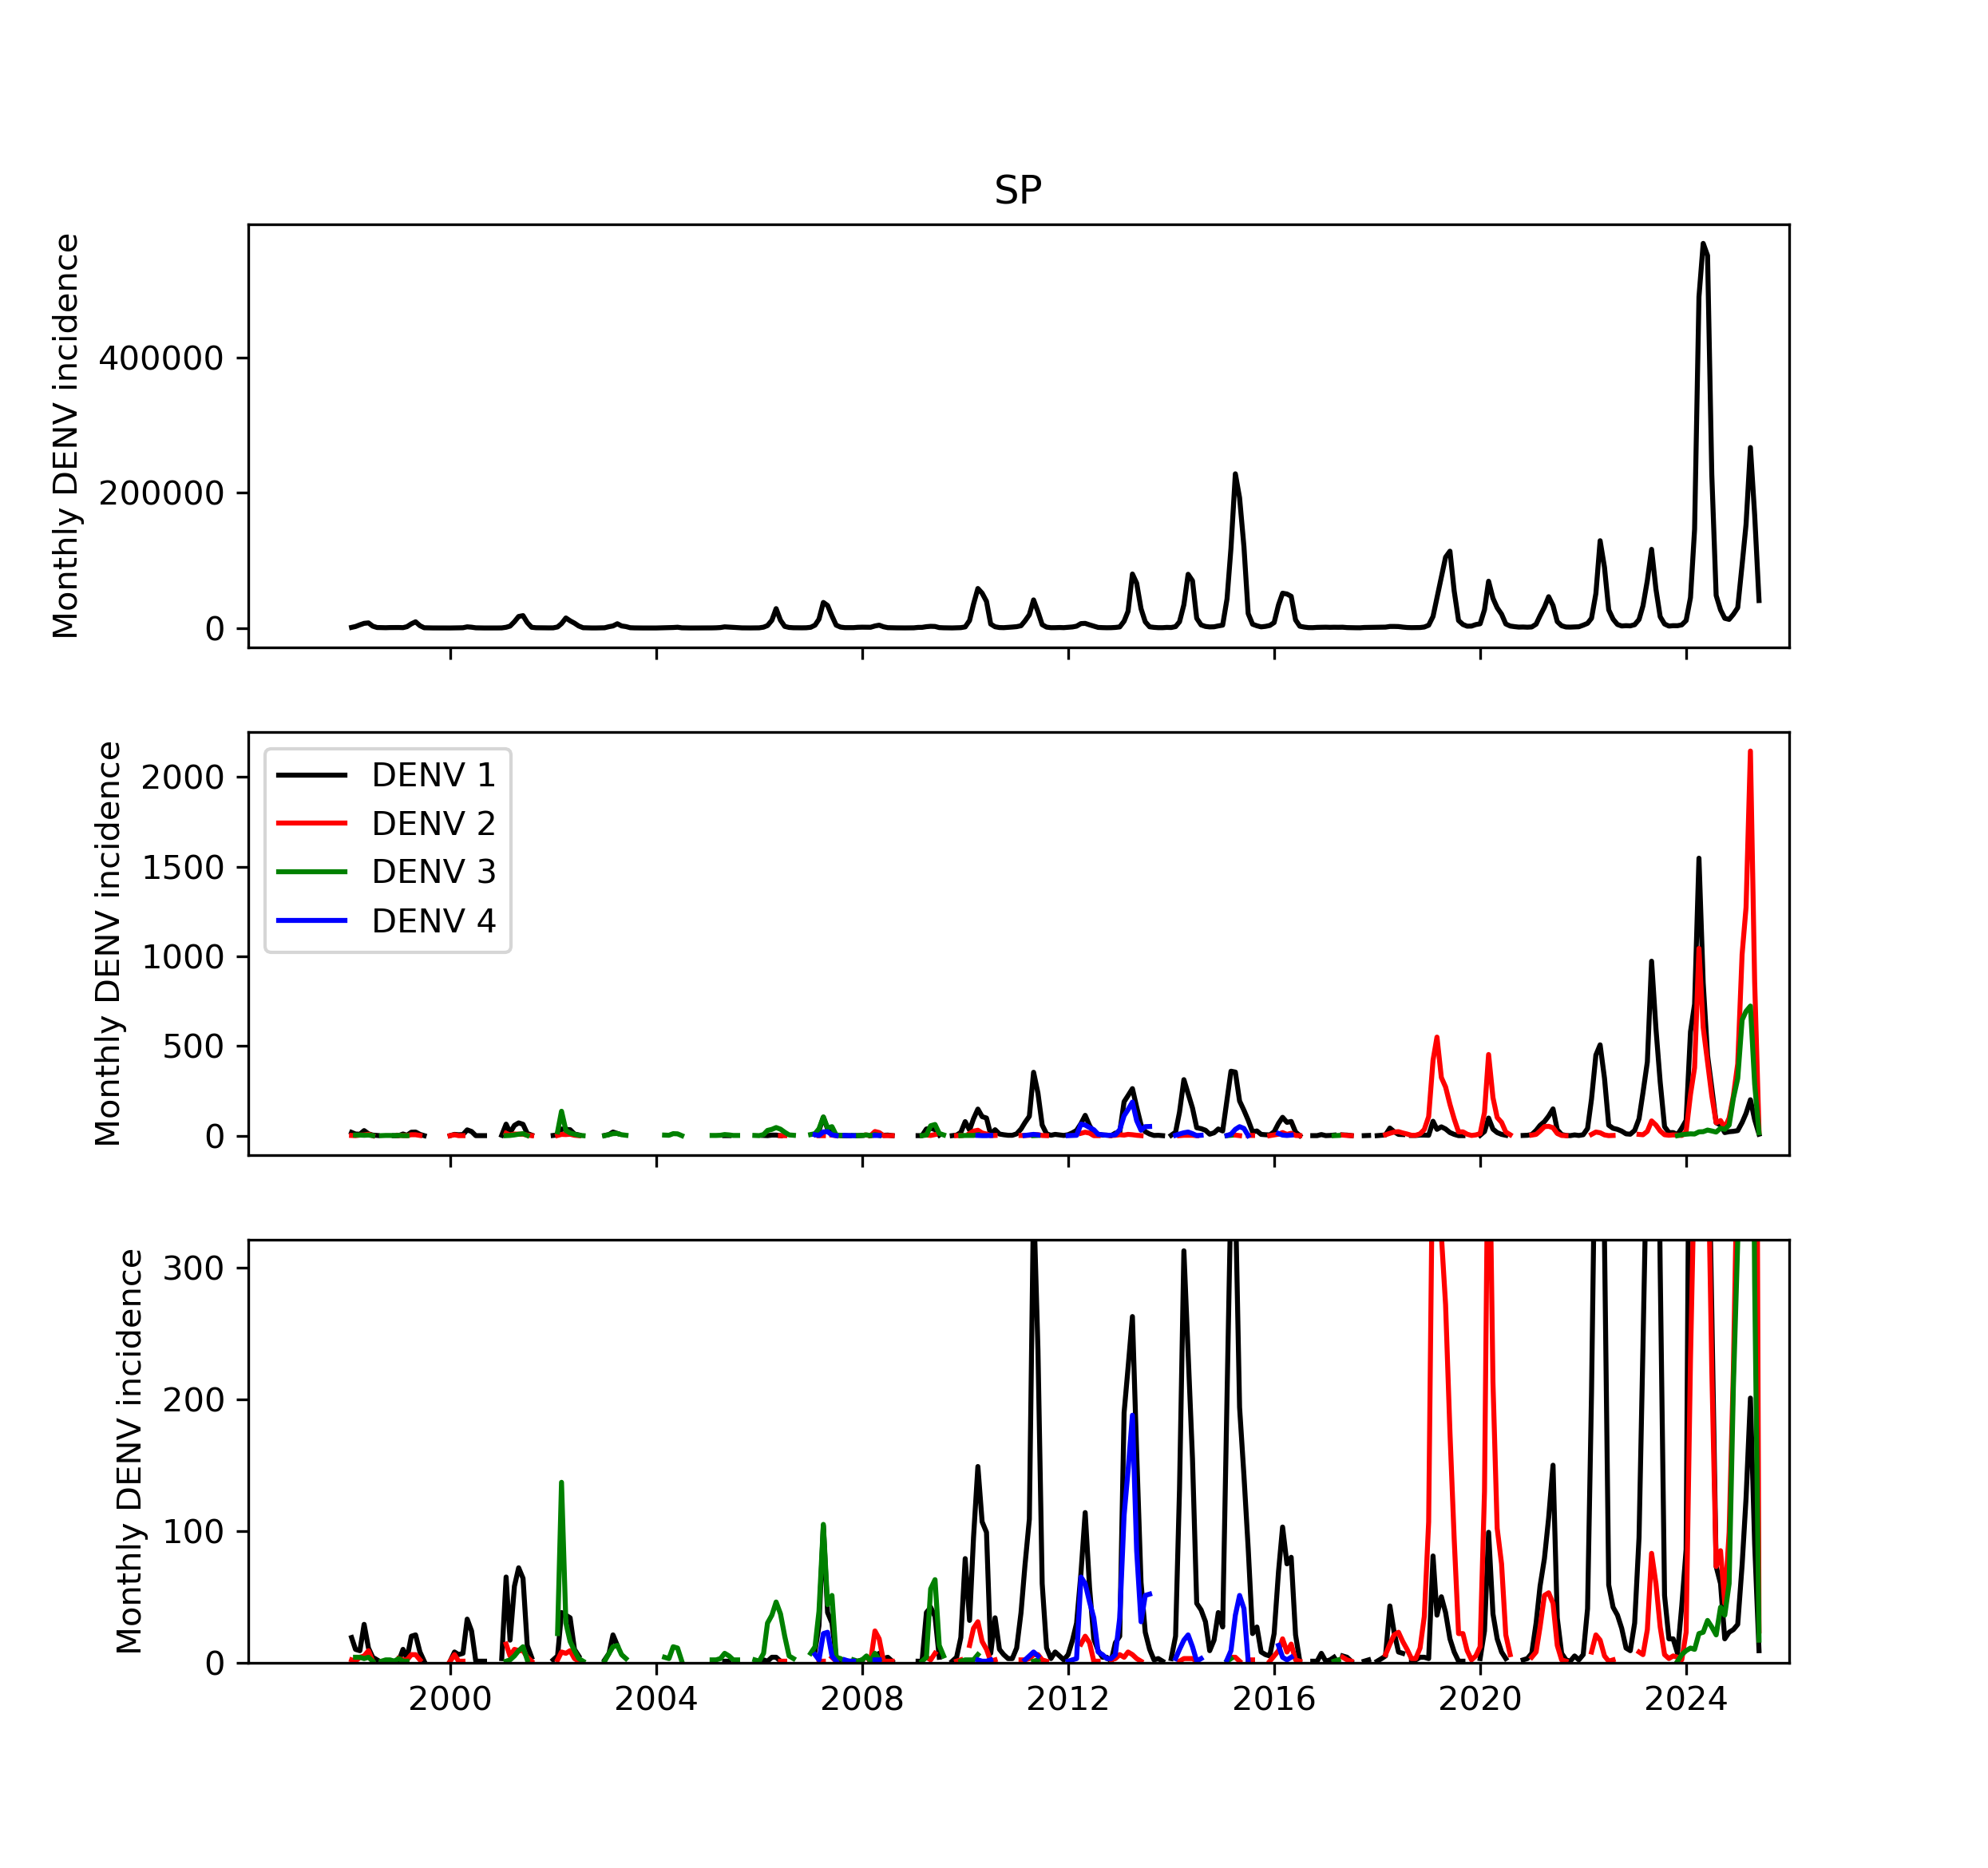 SP
Monthly DENV incidence
400000
200000
0
Monthly DENV incidence
2000
1500
1000
500
0
DENV 1
DENV 2
DENV 3
DENV 4
Monthly DENV incidence
300
200
100
0
2000 2004 2008 2012 2016 2020 2024